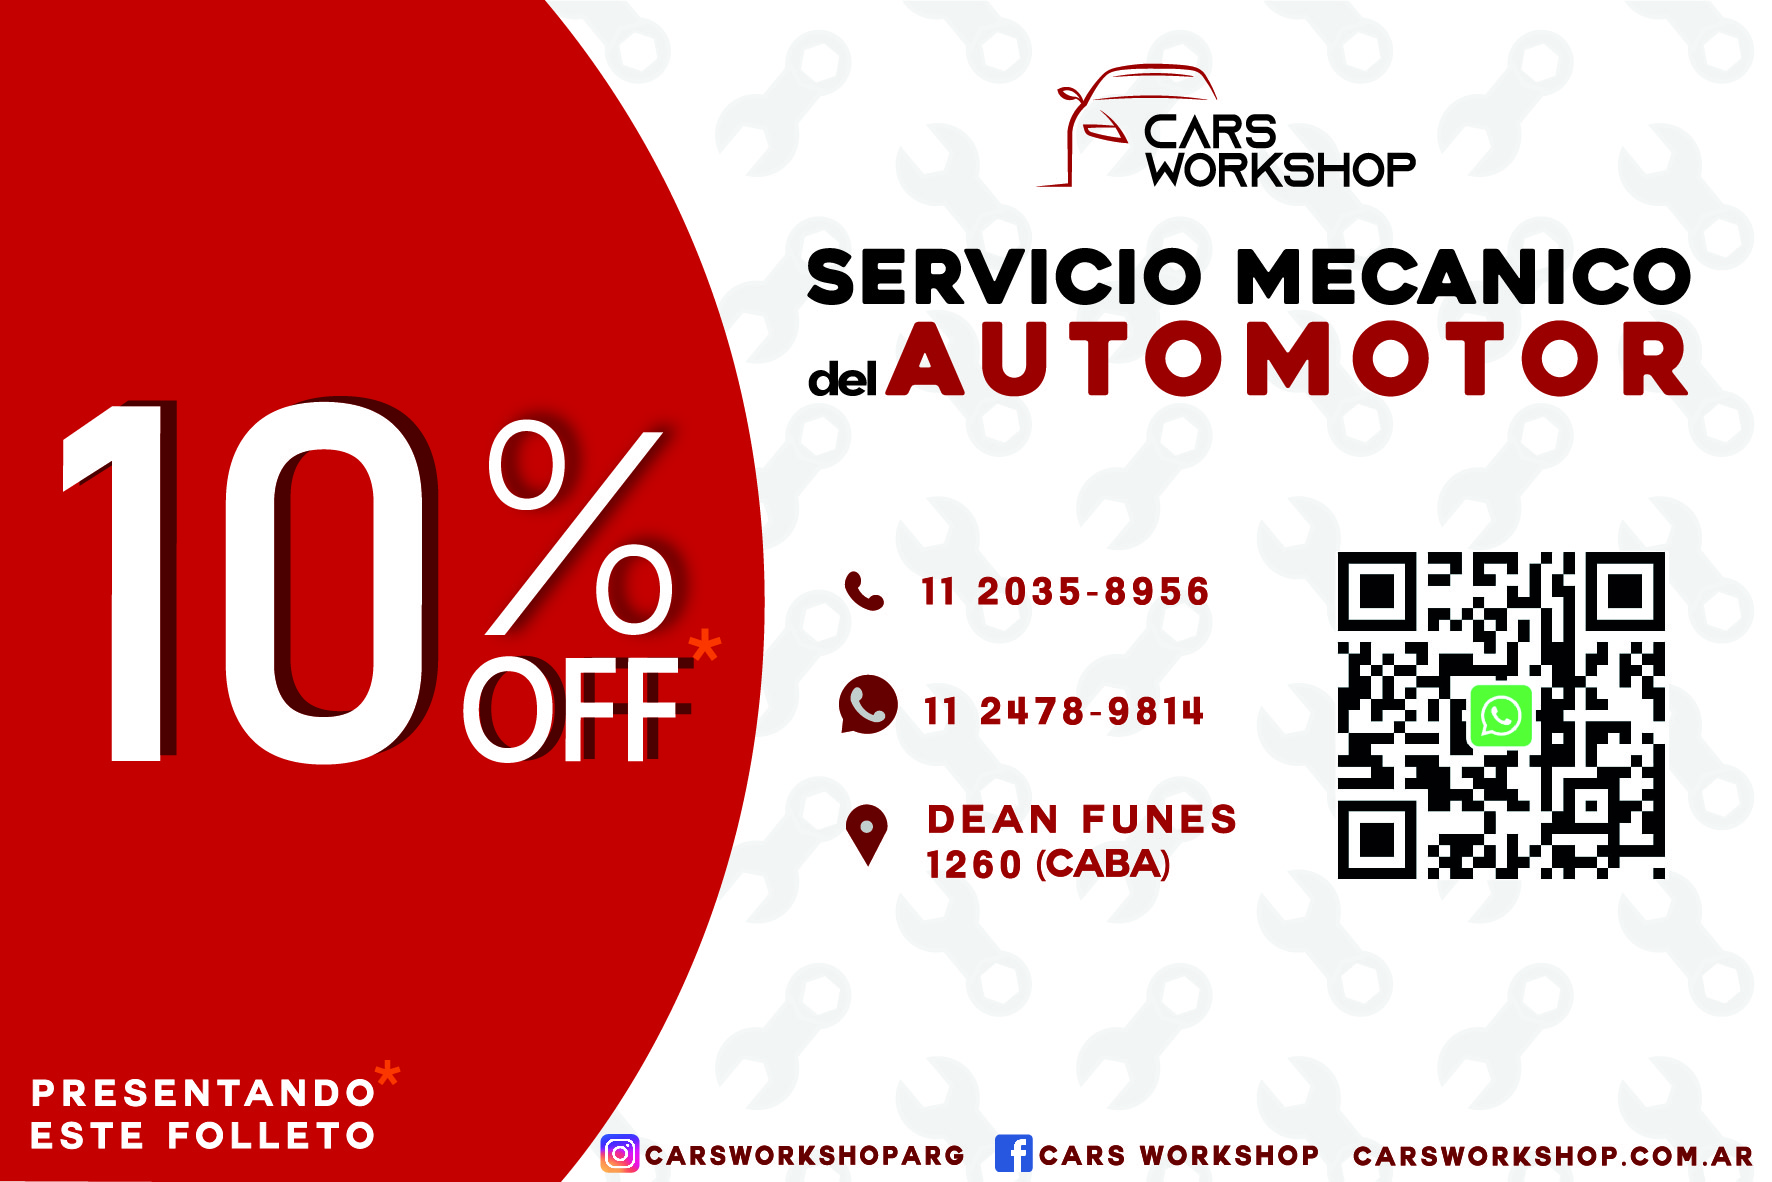 10%
OFF*
PRESENTANDO*
ESTE FOLLETO
CARS
WORKSHOP
SERVICIO MECANICO
del AUTOMOTOR
11 2035-8956
11 2478-9814
DEAN FUNES
1260 (CABA)
CARSWORKSHOPARG CARS WORKSHOP CARSWORKSHOP.COM.AR